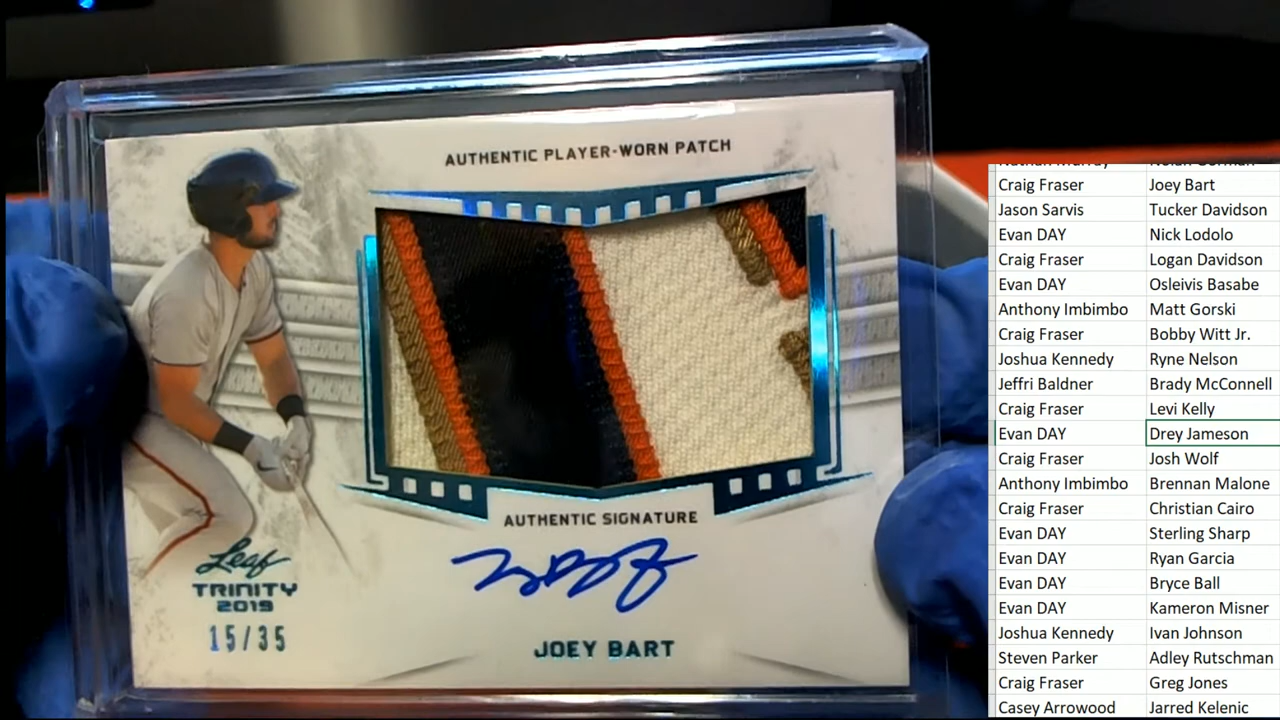 AUTHENTIC PLAYER-WORN PATCH
AUTHENTIC SIGNATURE
Leaf
TRINITY
2019
15/35
JOEY BART
Craig Fraser Joey Bart
Jason Sarvis Tucker Davidson
Evan DAY Nick Lodolo
Craig Fraser Logan Davidson
Evan DAY Osleivis Basabe
Anthony Imbimbo Matt Gorski
Craig Fraser Bobby Witt Jr.
Joshua Kennedy Ryne Nelson
Jeffri Baldner Brady McConnell
Craig Fraser Levi Kelly
Evan DAY Drey Jameson
Craig Fraser Josh Wolf
Anthony Imbimbo Brennan Malone
Craig Fraser Christian Cairo
Evan DAY Sterling Sharp
Evan DAY Ryan Garcia
Evan DAY Bryce Ball
Evan DAY Kameron Misner
Joshua Kennedy Ivan Johnson
Steven Parker Adley Rutschman
Craig Fraser Greg Jones
Casey Arrowood Jarred Kelenic